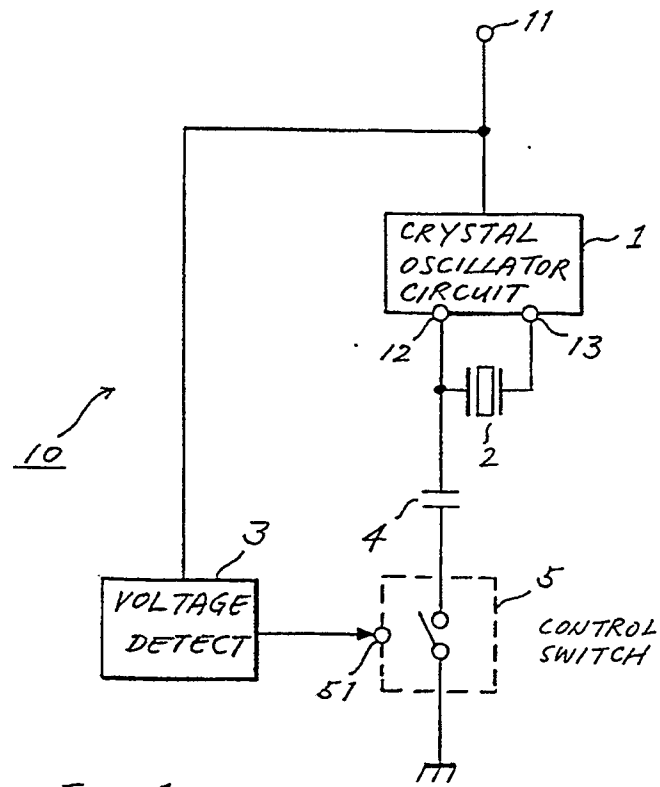 11
CRYSTAL
OSCILLATOR
CIRCUIT
1
12
13
2
10
4
3
VOLTAGE
DETECT
5
51
CONTROL
SWITCH